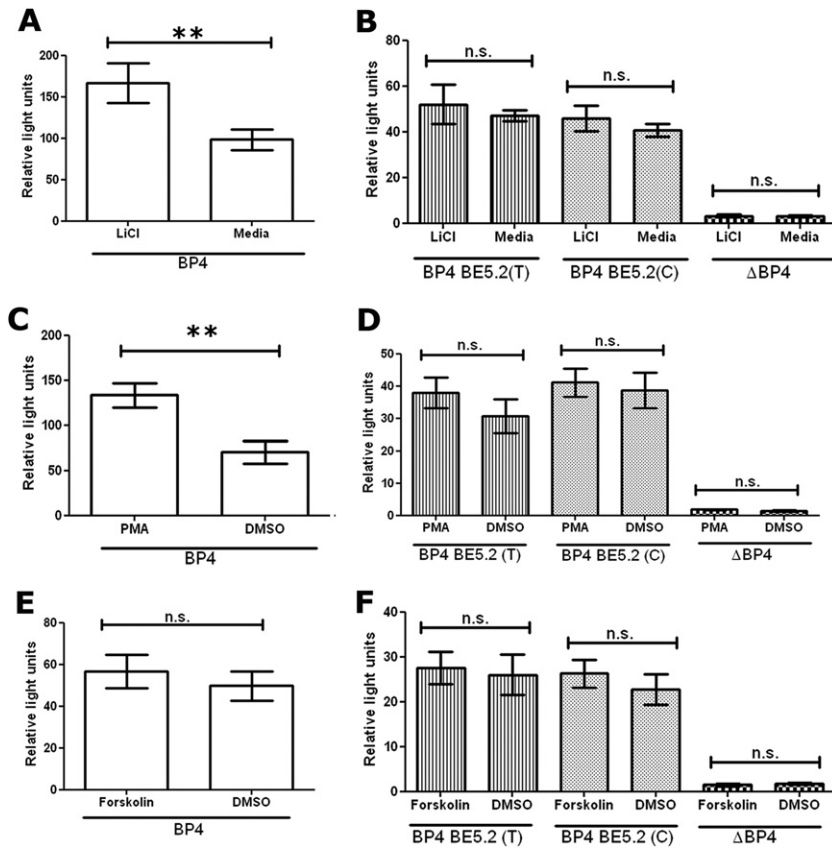 A
**
Relative light units
200
150
100
50
0
LiCl
Media
BP4
B
n.s.
n.s.
n.s.
Relative light units
80
60
40
20
0
LiCl
Media
LiCl
Media
LiCl
Media
BP4 BE5.2(T)
BP4 BE5.2(C)
ΔBP4
C
**
Relative light units
200
150
100
50
0
PMA
DMSO
BP4
D
n.s.
n.s.
n.s.
Relative light units
50
40
30
20
10
0
PMA
DMSO
PMA
DMSO
PMA
DMSO
BP4 BE5.2 (T)
BP4 BE5.2 (C)
ΔBP4
E
n.s.
Relative light units
80
60
40
20
0
Forskolin
DMSO
BP4
F
n.s.
n.s.
n.s.
Relative light units
40
30
20
10
0
Forskolin
DMSO
Forskolin
DMSO
Forskolin
DMSO
BP4 BE5.2 (T)
BP4 BE5.2 (C)
ΔBP4